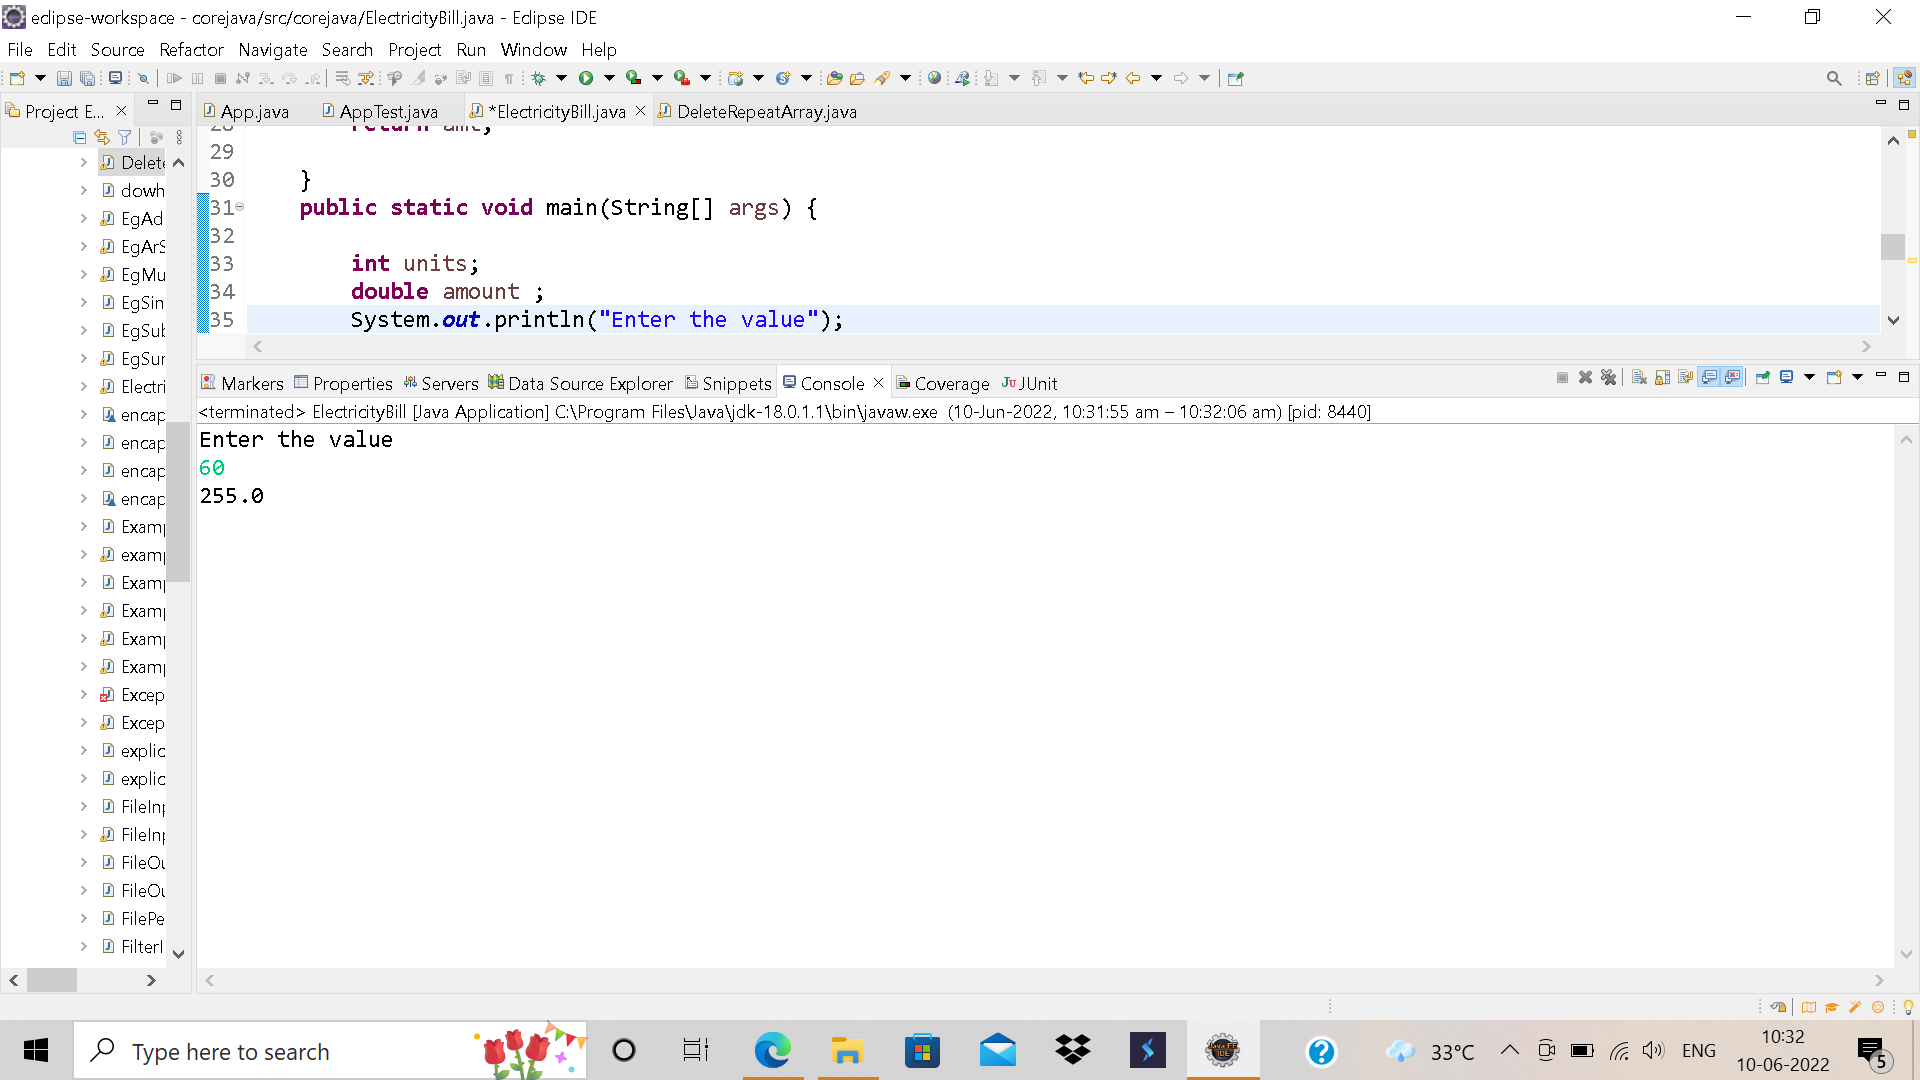 eclipse-workspace - corejava/src/corejava/ElectricityBill.java - Eclipse IDE
File Edit Source Refactor Navigate Search Project Run Window Help
Project E...
App.java
AppTest.java
*ElectricityBill.java
DeleteRepeatArray.java
28 return amt;
29
30 }
31 public static void main(String[] args) {
32
33 int units;
34 double amount ;
35 System.out.println("Enter the value");
Delete
dowh
EgAd
EgArS
EgMu
EgSin
EgSub
EgSur
Electri
encap
encap
encap
encap
Examp
examp
Examp
Examp
Examp
Examp
Excep
Excep
explic
explic
FileInp
FileInp
FileOu
FileOu
FilePe
FilterI
Markers Properties Servers Data Source Explorer Snippets Console Coverage JUnit
<terminated> ElectricityBill [Java Application] C:\Program Files\Java\jdk-18.0.1.1\bin\javaw.exe (10-Jun-2022, 10:31:55 am – 10:32:06 am) [pid: 8440]
Enter the value
60
255.0
Type here to search
33°C
ENG
10:32
10-06-2022
5